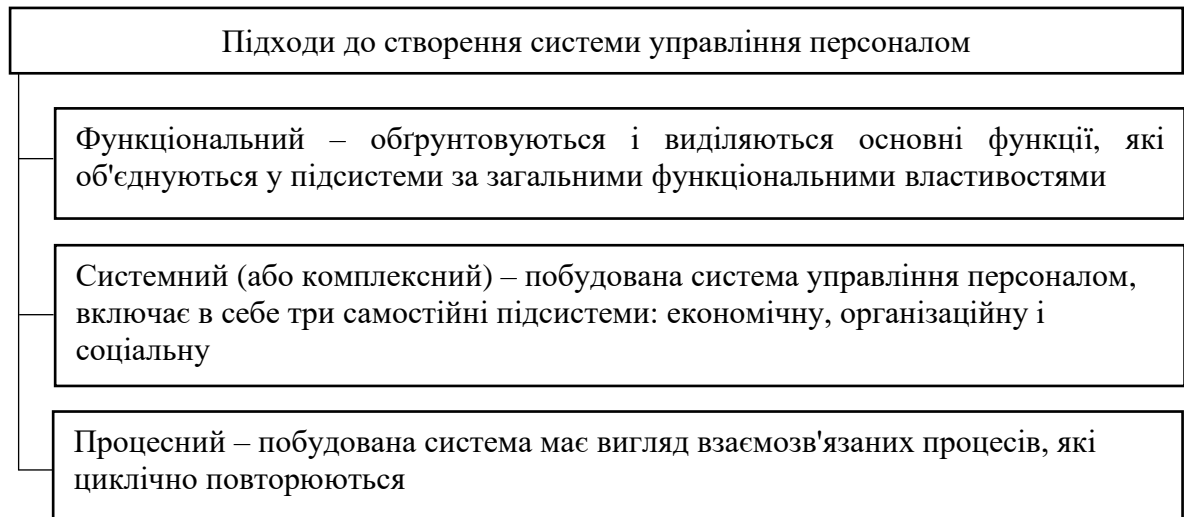 Підходи до створення системи управління персоналом
Функціональний – обґрунтовуються і виділяються основні функції, які
об'єднуються у підсистеми за загальними функціональними властивостями
Системний (або комплексний) – побудована система управління персоналом,
включає в себе три самостійні підсистеми: економічну, організаційну і
соціальну
Процесний – побудована система має вигляд взаємозв'язаних процесів, які
циклічно повторюються